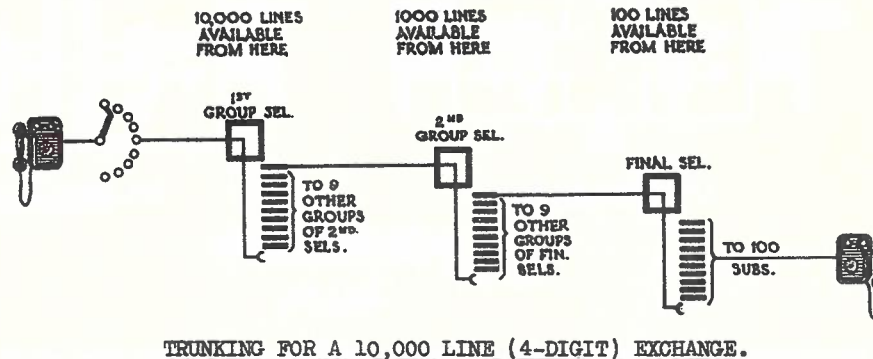 10,000 LINES
AVAILABLE
FROM HERE
1000 LINES
AVAILABLE
FROM HERE
100 LINES
AVAILABLE
FROM HERE
1ST
GROUP SEL.
2ND
GROUP SEL.
FINAL SEL.
TO 9
OTHER
GROUPS
OF 2ND.
SELS.
TO 9
OTHER
GROUPS
OF FIN.
SELS.
TO 100
SUBS.
TRUNKING FOR A 10,000 LINE (4-DIGIT) EXCHANGE.